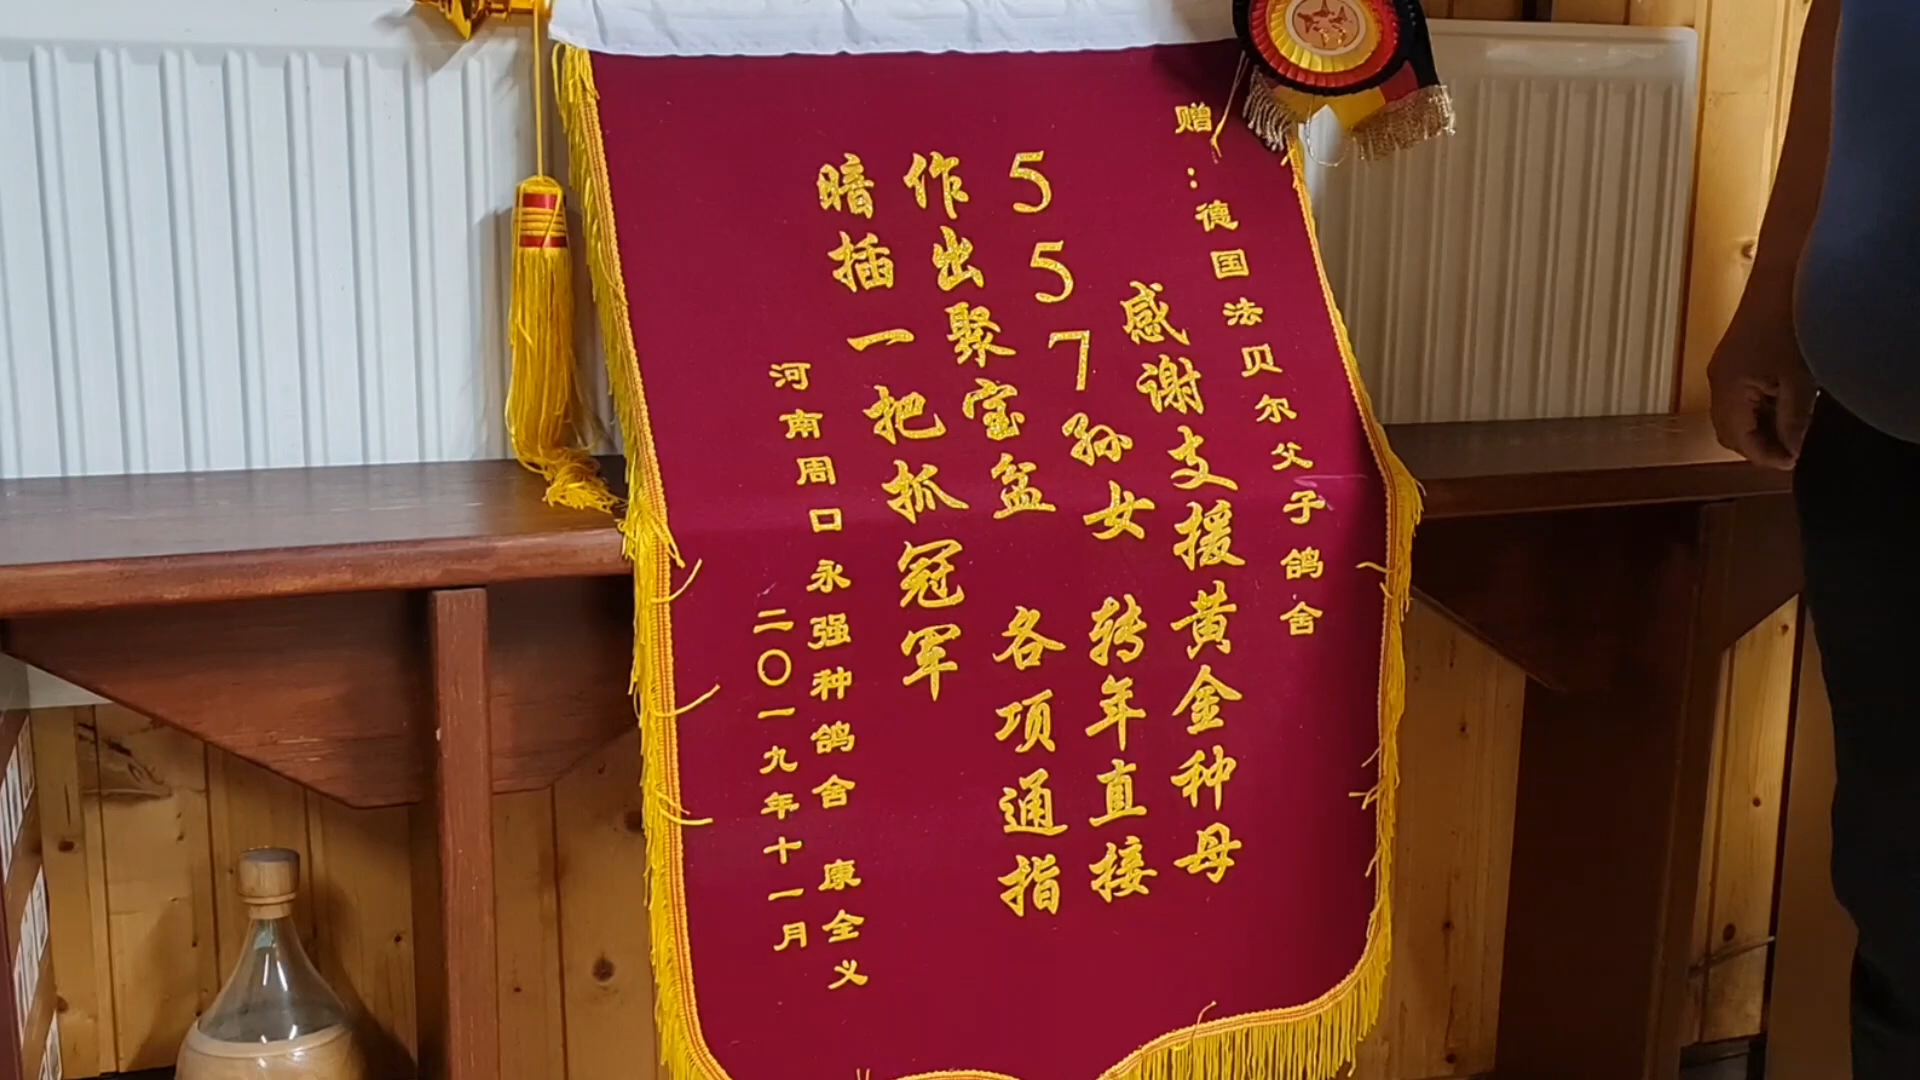 赠：德国法贝尔父子鸽舍
感谢支援黄金种母
557孙女 转年直接
作出聚宝盆 各项通指
暗插一把抓冠军
河南周口永强种鸽舍 康全义
二〇一九年十一月